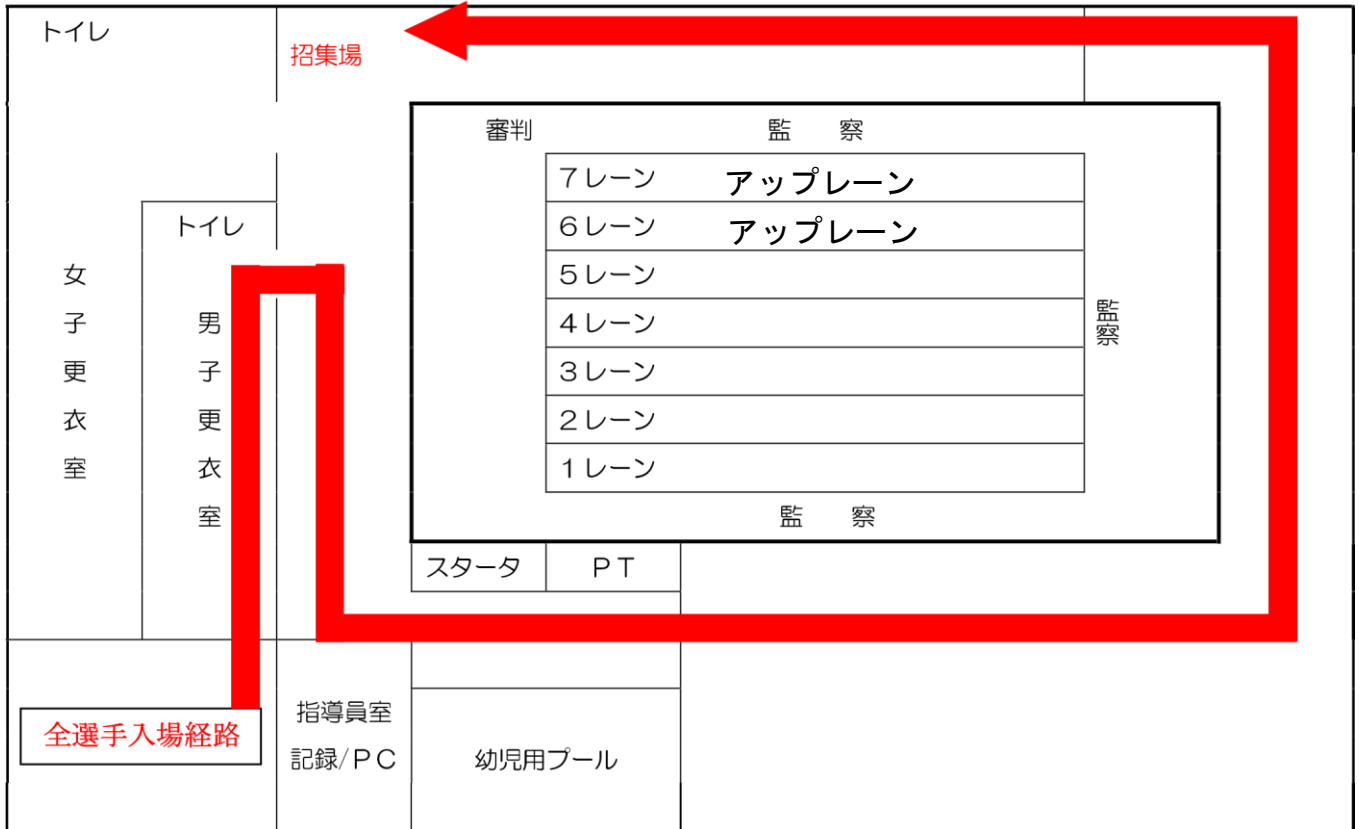 トイレ
招集場
審判 監 察
7レーン アップレーン
6レーン アップレーン
5レーン
4レーン
3レーン
2レーン
1レーン
監 察
監察
トイレ
女子更衣室
男子更衣室
スタータ PT
全選手入場経路
指導員室
記録/PC
幼児用プール